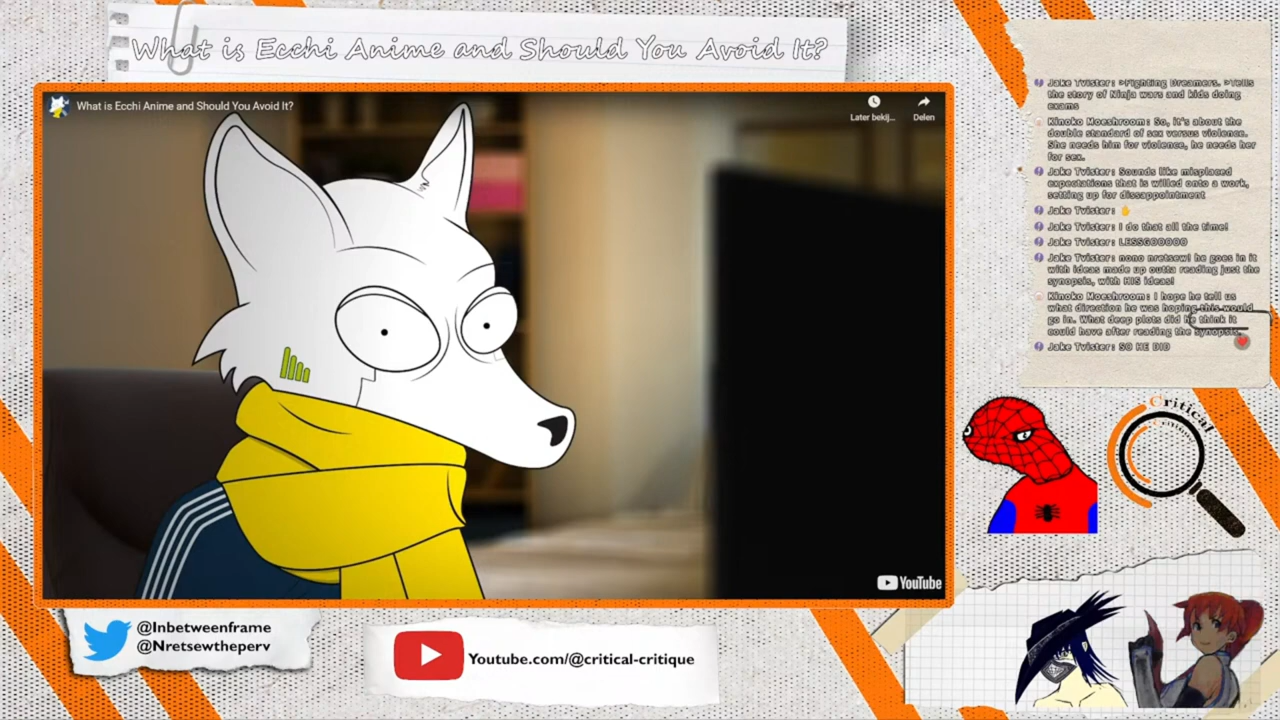 What is Ecchi Anime and Should You Avoid It?
What is Ecchi Anime and Should You Avoid It?
Later bekij...
Delen
YouTube
Jake Tvister: >Fighting Dreamers. >Tells
the story of Ninja wars and kids doing
exams
Kinoko Moeshroom: So, it's about the
double standard of sex versus violence.
She needs him for violence, he needs her
for sex.
Jake Tvister: Sounds like misplaced
expectations that is willed onto a work,
setting up for dissappointment
Jake Tvister: ✋
Jake Tvister: I do that all the time!
Jake Tvister: LESSGOOOOO
Jake Tvister: nono nretsew! he goes in it
with ideas made up outta reading just the
synopsis, with HIS ideas!
Kinoko Moeshroom: I hope he tell us
what direction he was hoping this would
go in. What deep plots did he think it
could have after reading the synopsis.
Jake Tvister: SO HE DID
Critical
@Inbetweenframe
@Nretsewtheperv
Youtube.com/@critical-critique